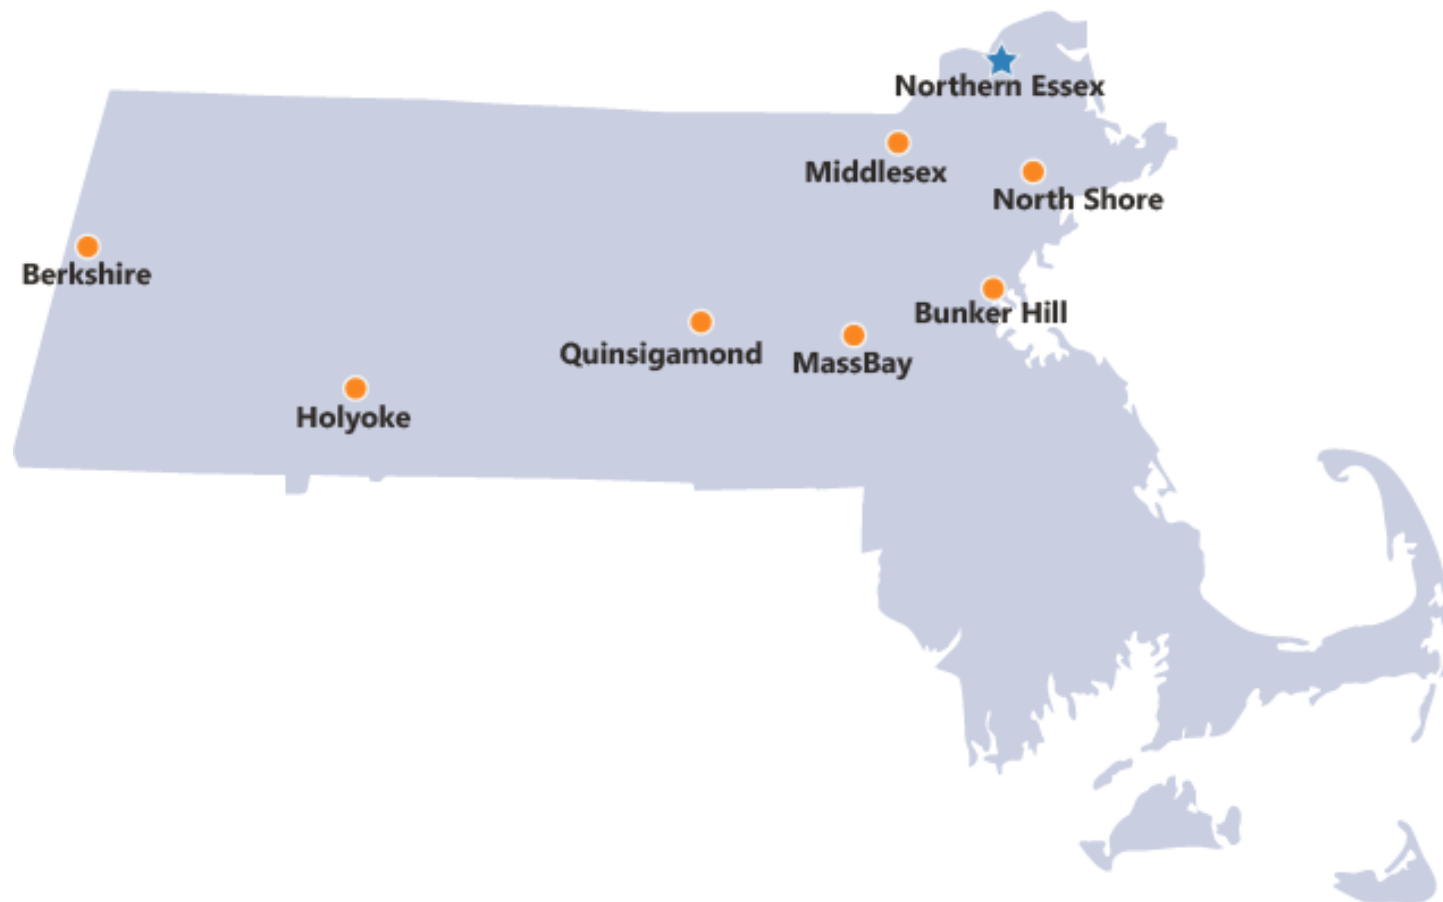 Northern Essex
Middlesex
North Shore
Berkshire
Bunker Hill
Quinsigamond
MassBay
Holyoke